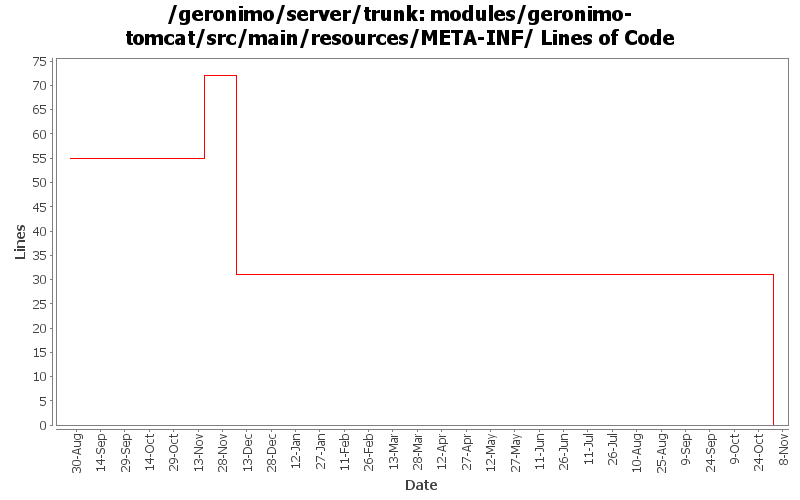 /geronimo/server/trunk: modules/geronimo-
tomcat/src/main/resources/META-INF/ Lines of Code
75
70
65
60
55
50
45
40
35
30
25
20
15
10
5
0
Lines
30-Aug
14-Sep
29-Sep
14-Oct
29-Oct
13-Nov
28-Nov
13-Dec
28-Dec
12-Jan
27-Jan
11-Feb
26-Feb
13-Mar
28-Mar
12-Apr
27-Apr
12-May
27-May
11-Jun
26-Jun
11-Jul
26-Jul
10-Aug
25-Aug
9-Sep
24-Sep
9-Oct
24-Oct
8-Nov
Date